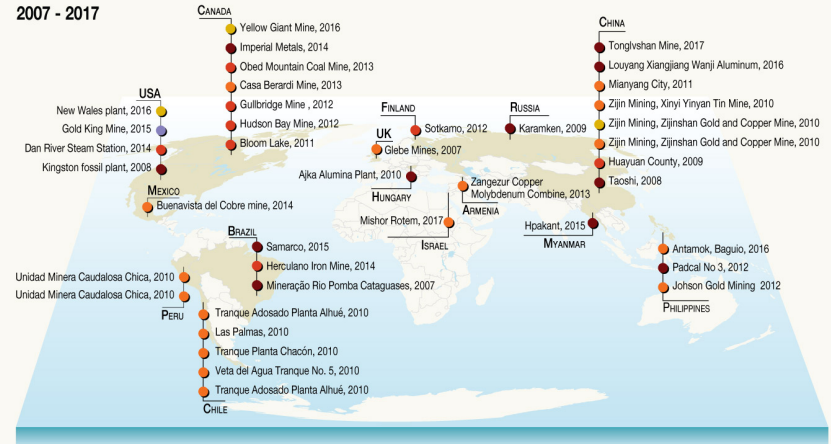 2007 - 2017
CANADA
Yellow Giant Mine, 2016
Imperial Metals, 2014
Obed Mountain Coal Mine, 2013
Casa Berardi Mine, 2013
Gullbridge Mine , 2012
Hudson Bay Mine, 2012
Bloom Lake, 2011
USA
New Wales plant, 2016
Gold King Mine, 2015
Dan River Steam Station, 2014
Kingston fossil plant, 2008
MEXICO
Buenavista del Cobre mine, 2014
BRAZIL
Samarco, 2015
Herculano Iron Mine, 2014
Mineração Rio Pomba Cataguases, 2007
Unidad Minera Caudalosa Chica, 2010
Unidad Minera Caudalosa Chica, 2010
PERU
Tranque Adosado Planta Alhué, 2010
Las Palmas, 2010
Tranque Planta Chacón, 2010
Veta del Agua Tranque No. 5, 2010
Tranque Adosado Planta Alhué, 2010
CHILE
FINLAND
Sotkamo, 2012
UK
Glebe Mines, 2007
Ajka Alumina Plant, 2010
HUNGARY
RUSSIA
Karamken, 2009
Zangezur Copper
Molybdenum Combine, 2013
ARMENIA
Mishor Rotem, 2017
ISRAEL
CHINA
Tonglvshan Mine, 2017
Louyang Xiangjiang Wanji Aluminum, 2016
Mianyang City, 2011
Zijin Mining, Xinyi Yinyan Tin Mine, 2010
Zijin Mining, Zijinshan Gold and Copper Mine, 2010
Zijin Mining, Zijinshan Gold and Copper Mine, 2010
Huayuan County, 2009
Taoshi, 2008
Hpakant, 2015
MYANMAR
Antamok, Baguio, 2016
Padcal No 3, 2012
Johson Gold Mining 2012
PHILIPPINES